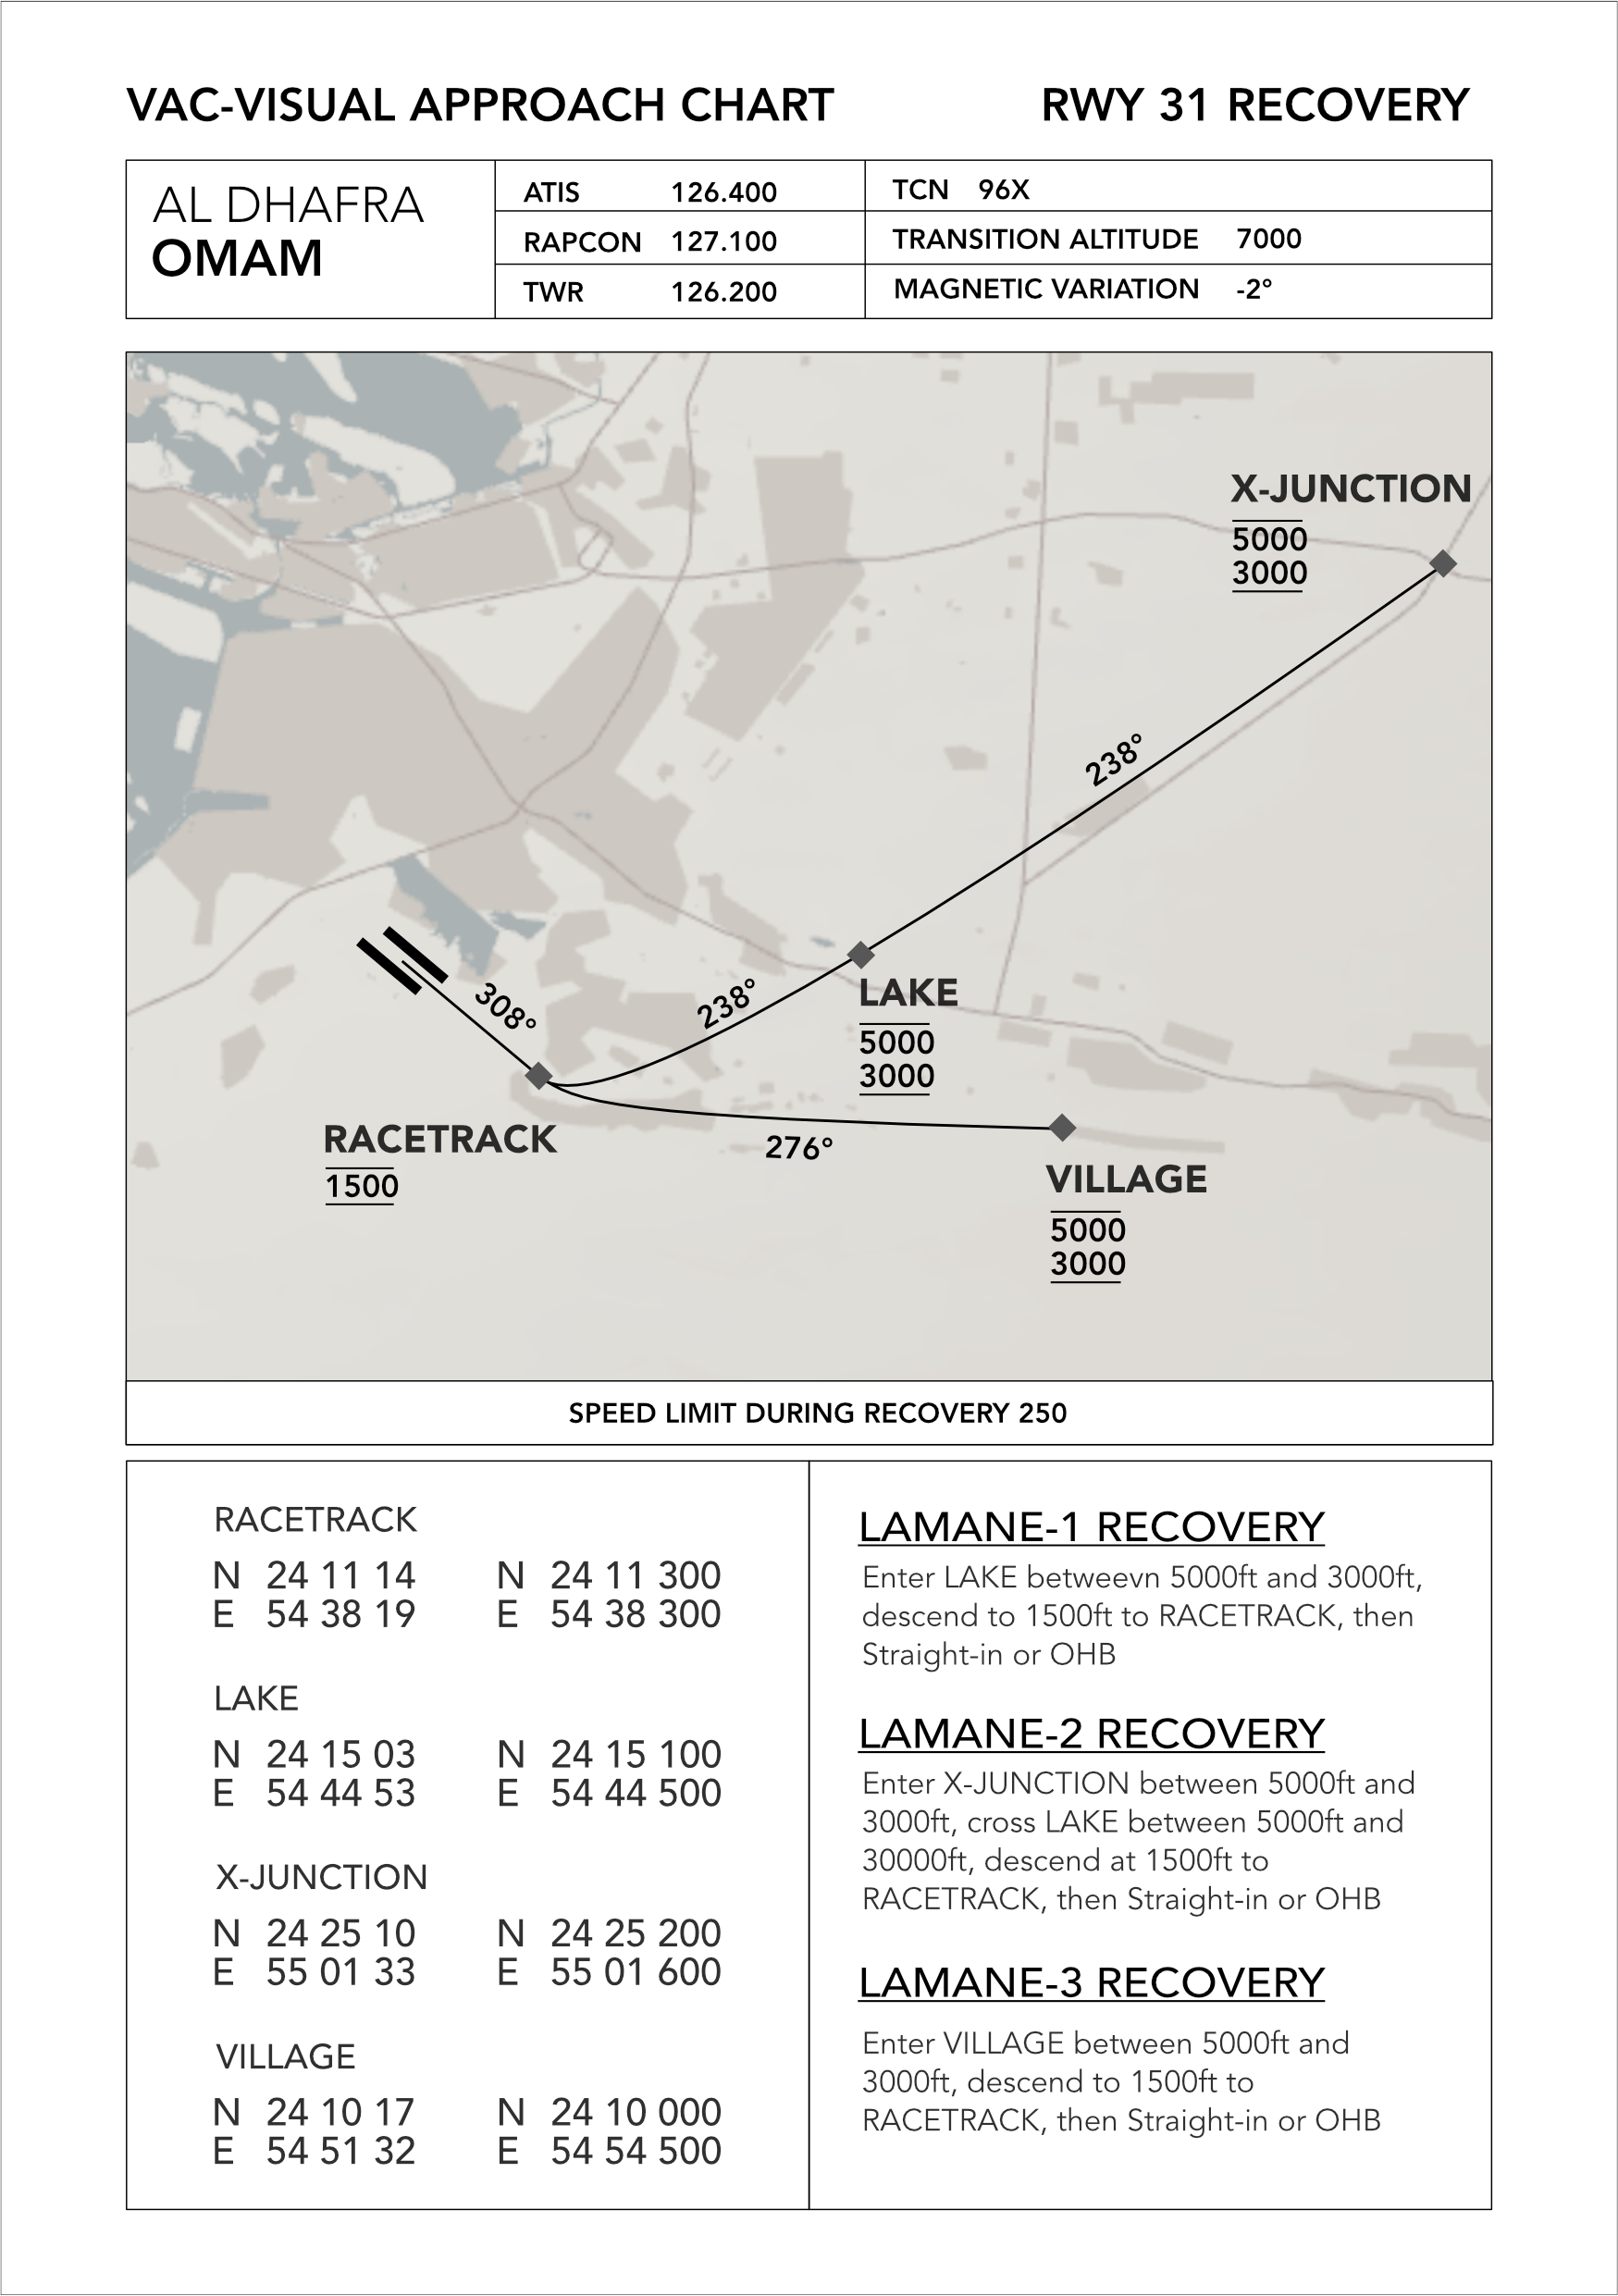 VAC-VISUAL APPROACH CHART
RWY 31 RECOVERY
AL DHAFRA
OMAM
ATIS 126.400
RAPCON 127.100
TWR 126.200
TCN 96X
TRANSITION ALTITUDE 7000
MAGNETIC VARIATION -2°
X-JUNCTION
5000
3000
238°
LAKE
5000
3000
238°
308°
RACETRACK
1500
276°
VILLAGE
5000
3000
SPEED LIMIT DURING RECOVERY 250
RACETRACK
N 24 11 14 N 24 11 300
E 54 38 19 E 54 38 300
LAKE
N 24 15 03 N 24 15 100
E 54 44 53 E 54 44 500
X-JUNCTION
N 24 25 10 N 24 25 200
E 55 01 33 E 55 01 600
VILLAGE
N 24 10 17 N 24 10 000
E 54 51 32 E 54 54 500
LAMANE-1 RECOVERY
Enter LAKE betweevn 5000ft and 3000ft,
descend to 1500ft to RACETRACK, then
Straight-in or OHB
LAMANE-2 RECOVERY
Enter X-JUNCTION between 5000ft and
3000ft, cross LAKE between 5000ft and
30000ft, descend at 1500ft to
RACETRACK, then Straight-in or OHB
LAMANE-3 RECOVERY
Enter VILLAGE between 5000ft and
3000ft, descend to 1500ft to
RACETRACK, then Straight-in or OHB